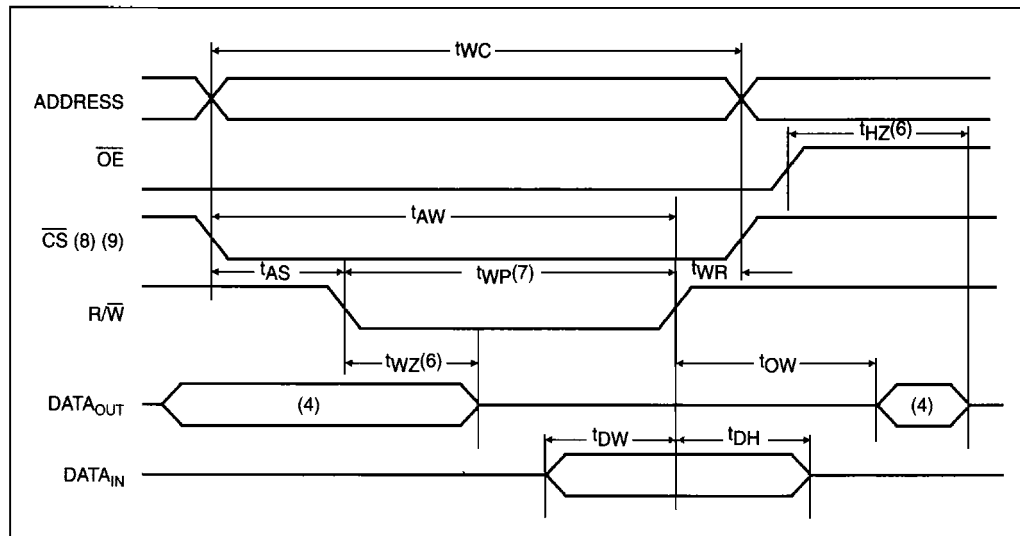 tWC
ADDRESS
tHZ(6)
OE
tAW
CS (8) (9)
tAS
tWP(7)
tWR
R/W
tWZ(6)
tOW
DATAOUT
(4)
(4)
tDW
tDH
DATAIN